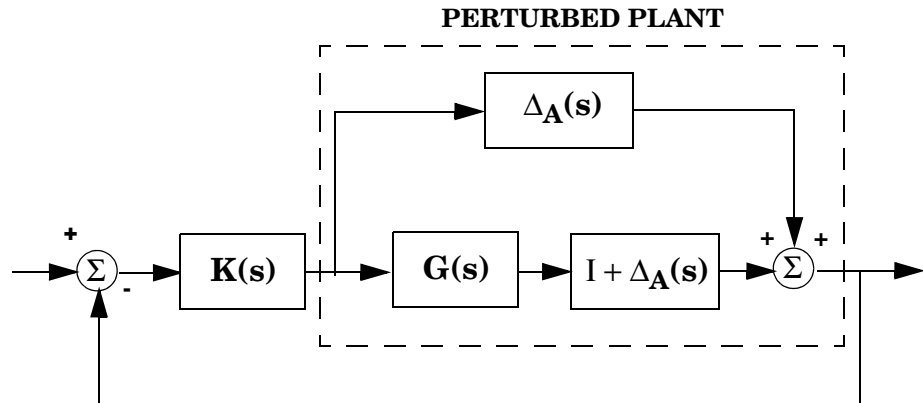 PERTURBED PLANT
Δ_A(s)
+
+ +
Σ K(s) G(s) I + Δ_A(s) Σ
-